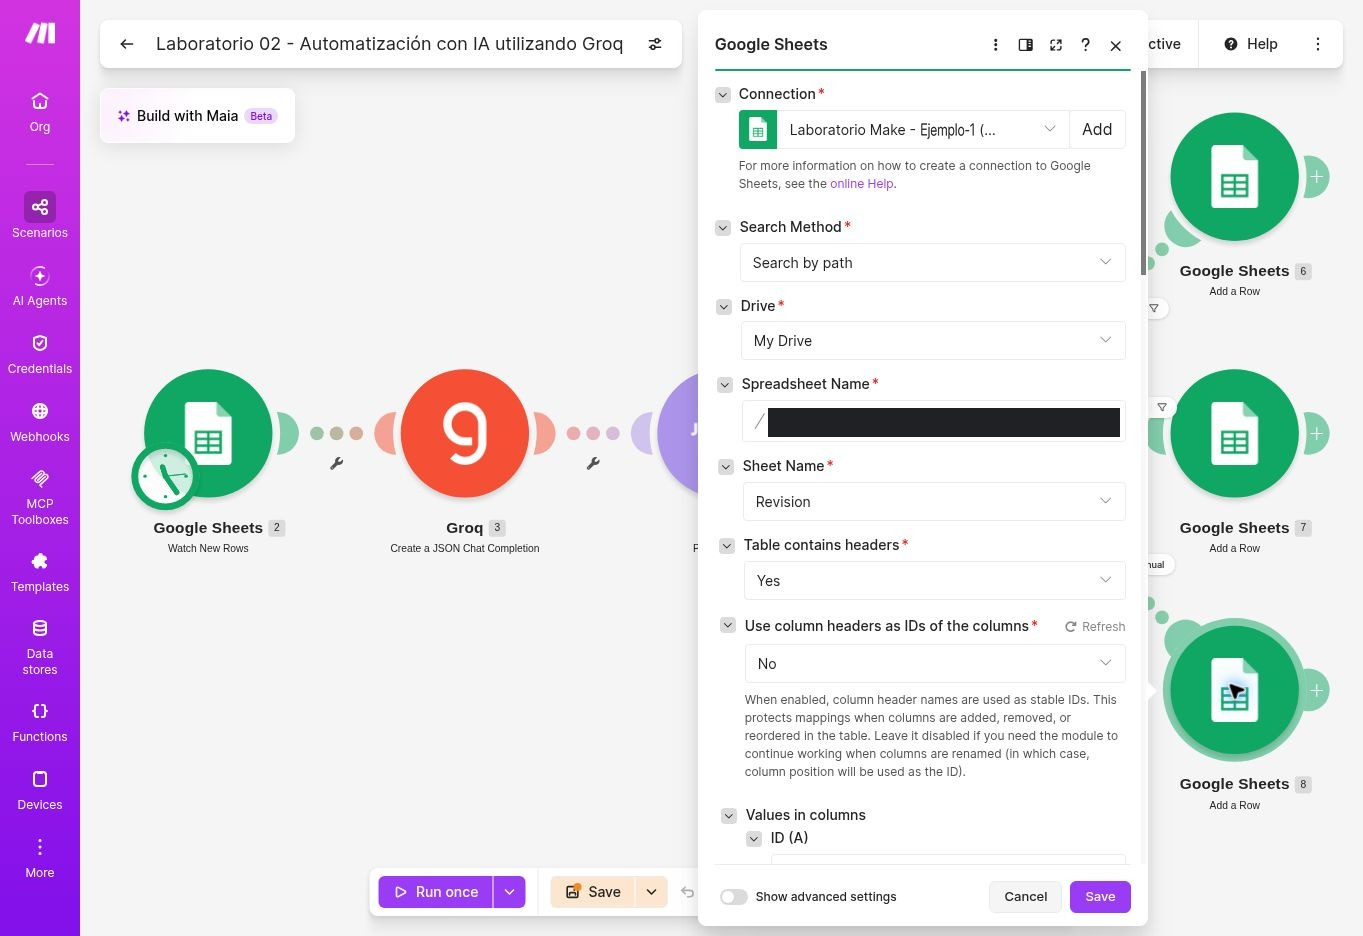 Laboratorio 02 - Automatización con IA utilizando Groq
Build with Maia Beta
Org
Scenarios
AI Agents
Credentials
Webhooks
MCP
Toolboxes
Templates
Data
stores
Functions
Devices
More
Google Sheets 2
Watch New Rows
Groq 3
Create a JSON Chat Completion
Run once
Save
Google Sheets
Connection*
Laboratorio Make - Ejemplo-1 (...
Add
For more information on how to create a connection to Google
Sheets, see the online Help.
Search Method*
Search by path
Drive*
My Drive
Spreadsheet Name*
/
Sheet Name*
Revision
Table contains headers*
Yes
Use column headers as IDs of the columns*
Refresh
No
When enabled, column header names are used as stable IDs. This
protects mappings when columns are added, removed, or
reordered in the table. Leave it disabled if you need the module to
continue working when columns are renamed (in which case,
column position will be used as the ID).
Values in columns
ID (A)
Show advanced settings
Cancel
Save
Help
Google Sheets 6
Add a Row
Google Sheets 7
Add a Row
Google Sheets 8
Add a Row